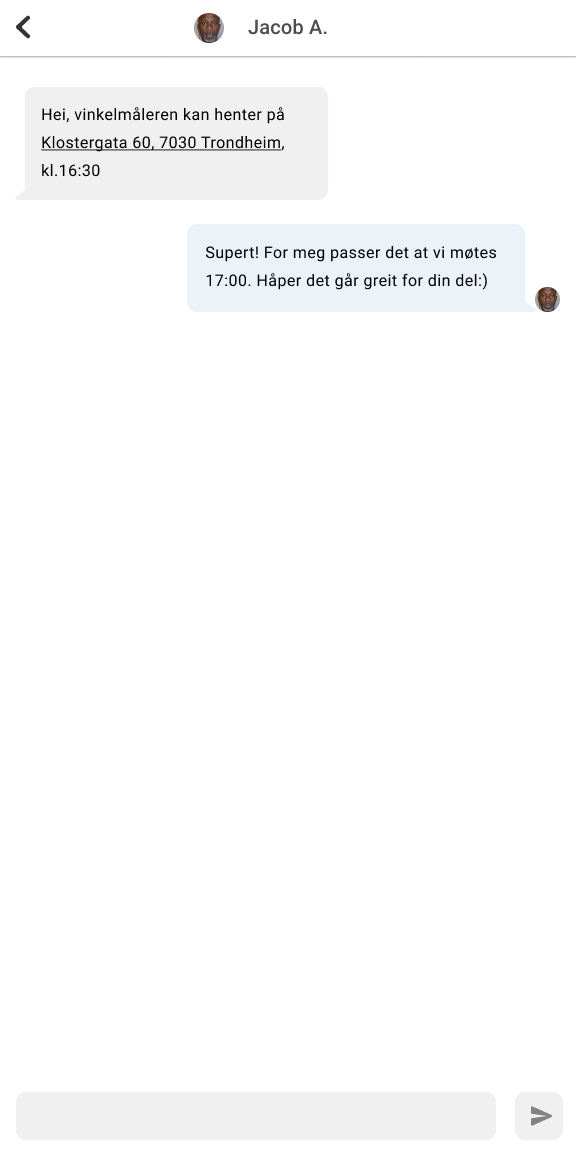 Jacob A.
Hei, vinkelmåleren kan henter på
Klostergata 60, 7030 Trondheim,
kl.16:30
Supert! For meg passer det at vi møtes
17:00. Håper det går greit for din del:)